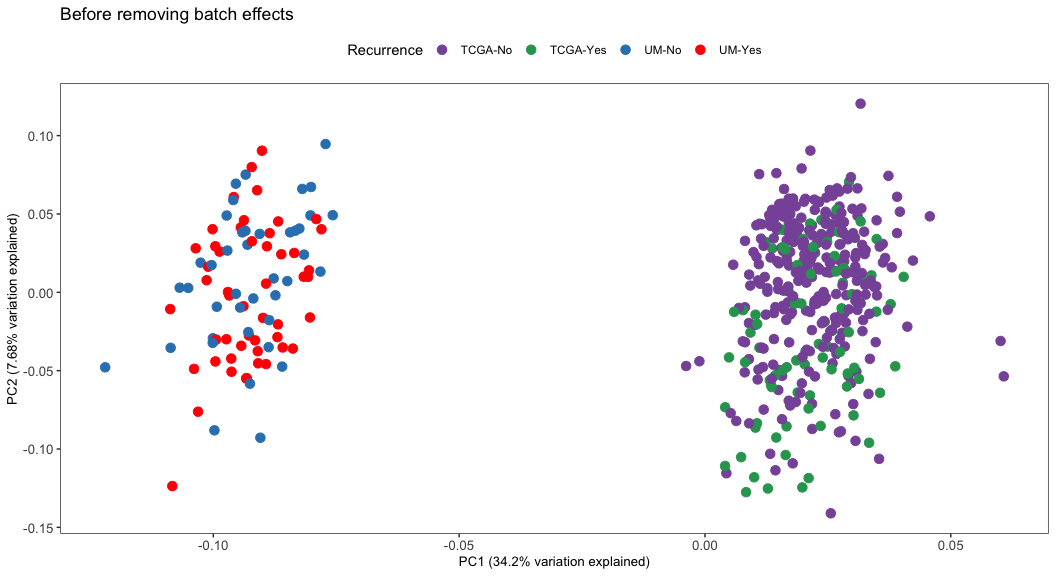 Before removing batch effects
Recurrence TCGA-No TCGA-Yes UM-No UM-Yes
0.10
0.05
0.00
-0.05
-0.10
-0.15
PC2 (7.68% variation explained)
-0.10 -0.05 0.00 0.05
PC1 (34.2% variation explained)